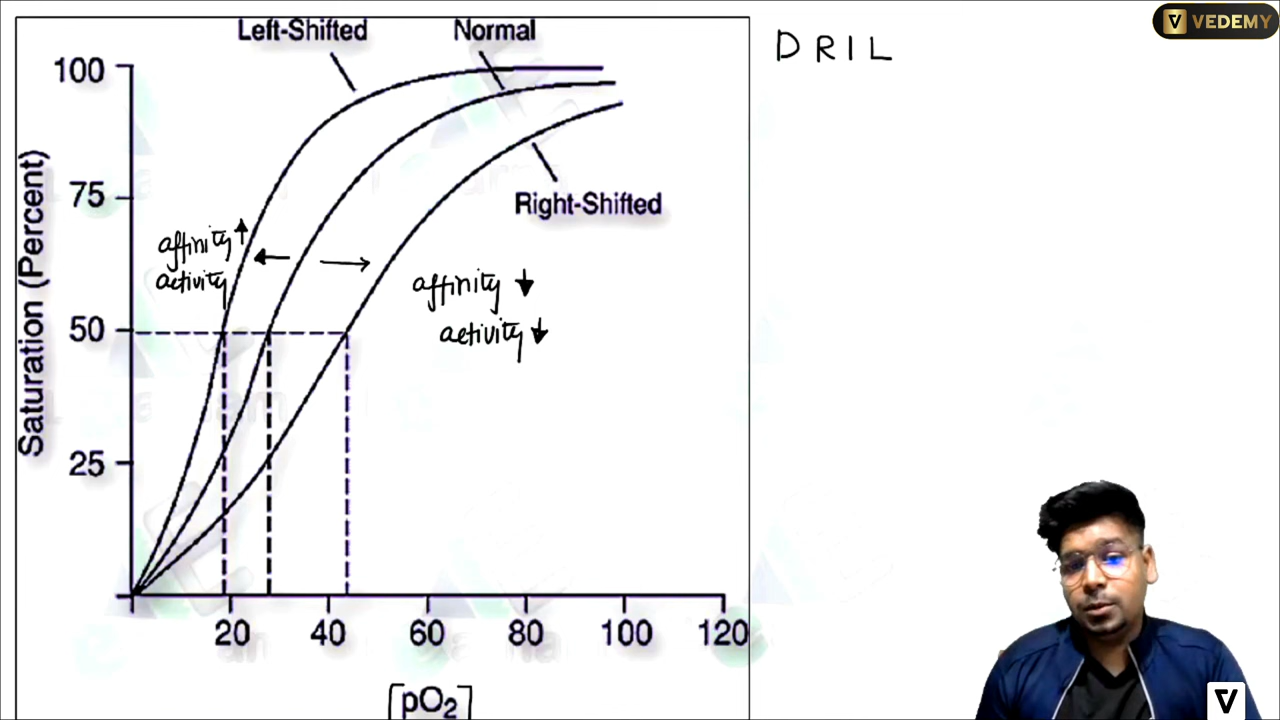 Left-Shifted
Normal
DRIL
VEDEMY
100
75
50
25
Saturation (Percent)
Right-Shifted
affinity ↑
activity
affinity ↓
activity ↓
20 40 60 80 100 120
[pO₂]